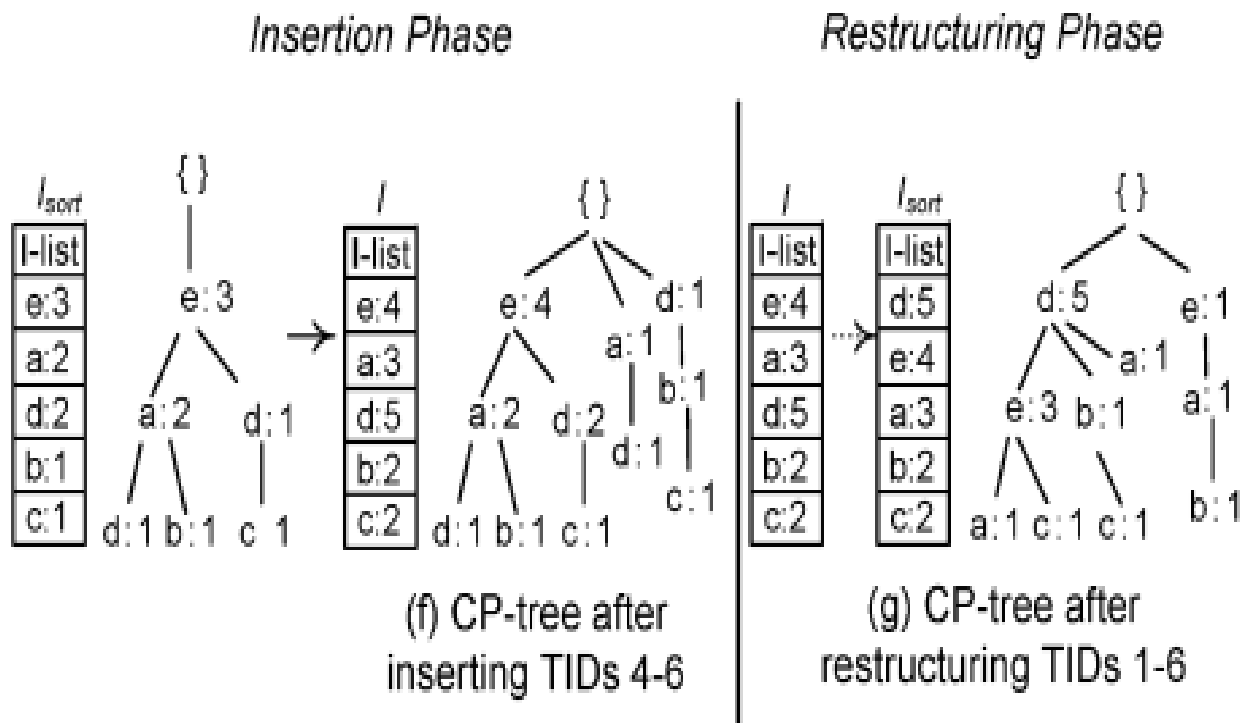 Insertion Phase
Restructuring Phase
I_sort
I-list
e:3
a:2
d:2
b:1
c:1
{ }
e:3
a:2
d:1
d:1 b:1 c 1
I
I-list
e:4
a:3
d:5
b:2
c:2
{ }
e:4
a:1
d:1
a:2
d:2
d:1
b:1
d:1 b:1 c:1
c:1
(f) CP-tree after
inserting TIDs 4-6
I
I-list
e:4
a:3
d:5
b:2
c:2
I_sort
I-list
d:5
e:4
a:3
b:2
c:2
{ }
d:5
e:1
a:1
e:3
b:1
a:1
a:1 c:1 c:1
b:1
(g) CP-tree after
restructuring TIDs 1-6